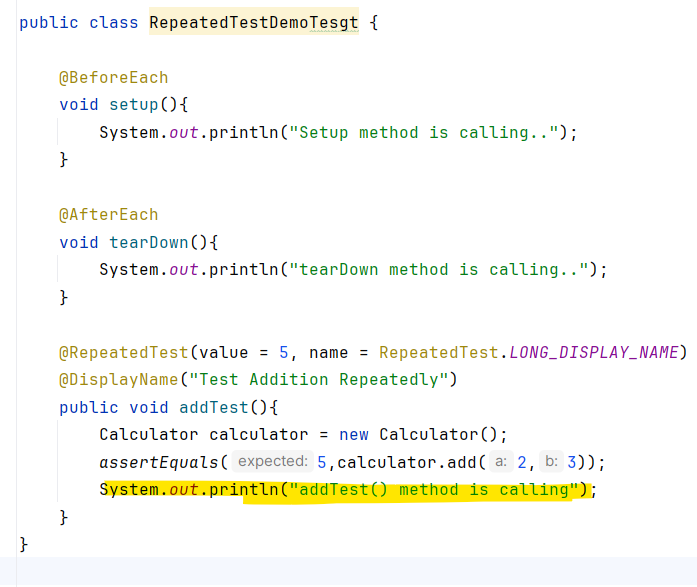 public class RepeatedTestDemoTesgt {
@BeforeEach
void setup(){
System.out.println("Setup method is calling..");
}
@AfterEach
void tearDown(){
System.out.println("tearDown method is calling..");
}
@RepeatedTest(value = 5, name = RepeatedTest.LONG_DISPLAY_NAME)
@DisplayName("Test Addition Repeatedly")
public void addTest(){
Calculator calculator = new Calculator();
assertEquals( expected: 5,calculator.add( a: 2, b: 3));
System.out.println("addTest() method is calling");
}
}